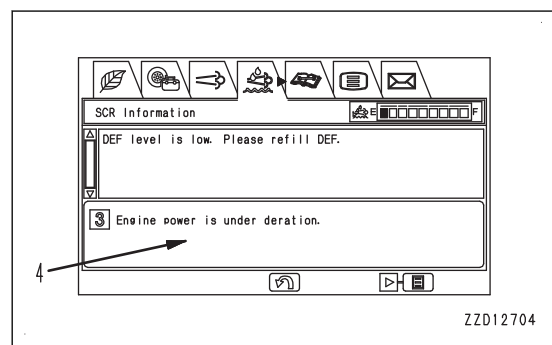 SCR Information
E F
DEF level is low. Please refill DEF.
3 Engine power is under deration.
4
ZZD12704